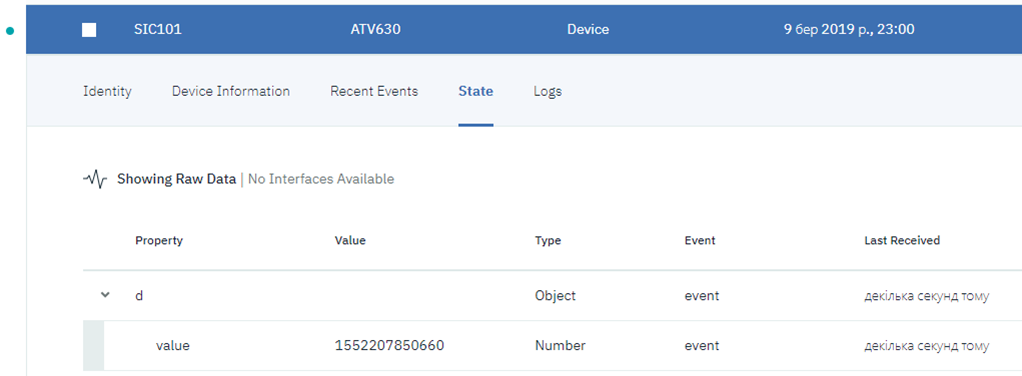 SIC101 ATV630 Device 9 бер 2019 р., 23:00
Identity Device Information Recent Events State Logs
Showing Raw Data | No Interfaces Available
Property Value Type Event Last Received
d Object event декілька секунд тому
value 1552207850660 Number event декілька секунд тому